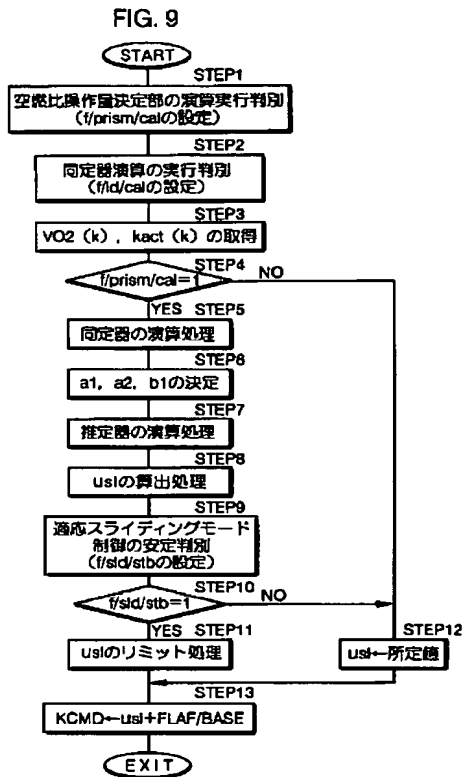 FIG. 9
START
STEP1
空燃比操作量決定部の演算実行判別
(f/prism/calの設定)
STEP2
同定器演算の実行判別
(f/id/calの設定)
STEP3
VO2 (k) , kact (k) の取得
STEP4
f/prism/cal=1
NO
YES
STEP5
同定器の演算処理
STEP6
a1, a2, b1の決定
STEP7
推定器の演算処理
STEP8
uslの算出処理
STEP9
適応スライディングモード
制御の安定判別
(f/sld/stbの設定)
STEP10
f/sld/stb=1
NO
YES
STEP11
uslのリミット処理
STEP12
usl←所定値
STEP13
KCMD←usl+FLAF/BASE
EXIT